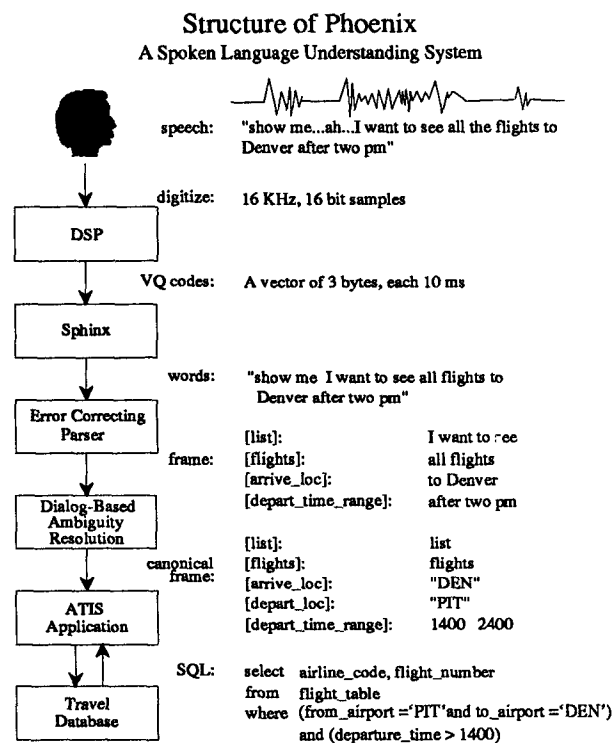 Structure of Phoenix
A Spoken Language Understanding System
speech: "show me...ah...I want to see all the flights to
Denver after two pm"
digitize: 16 KHz, 16 bit samples
DSP
VQ codes: A vector of 3 bytes, each 10 ms
Sphinx
words: "show me I want to see all flights to
Denver after two pm"
Error Correcting
Parser
[list]: I want to see
frame: [flights]: all flights
[arrive_loc]: to Denver
[depart_time_range]: after two pm
Dialog-Based
Ambiguity
Resolution
[list]: list
canonical [flights]: flights
frame: [arrive_loc]: "DEN"
[depart_loc]: "PIT"
[depart_time_range]: 1400 2400
ATIS
Application
SQL: select airline_code, flight_number
from flight_table
where (from_airport ='PIT'and to_airport ='DEN')
and (departure_time > 1400)
Travel
Database